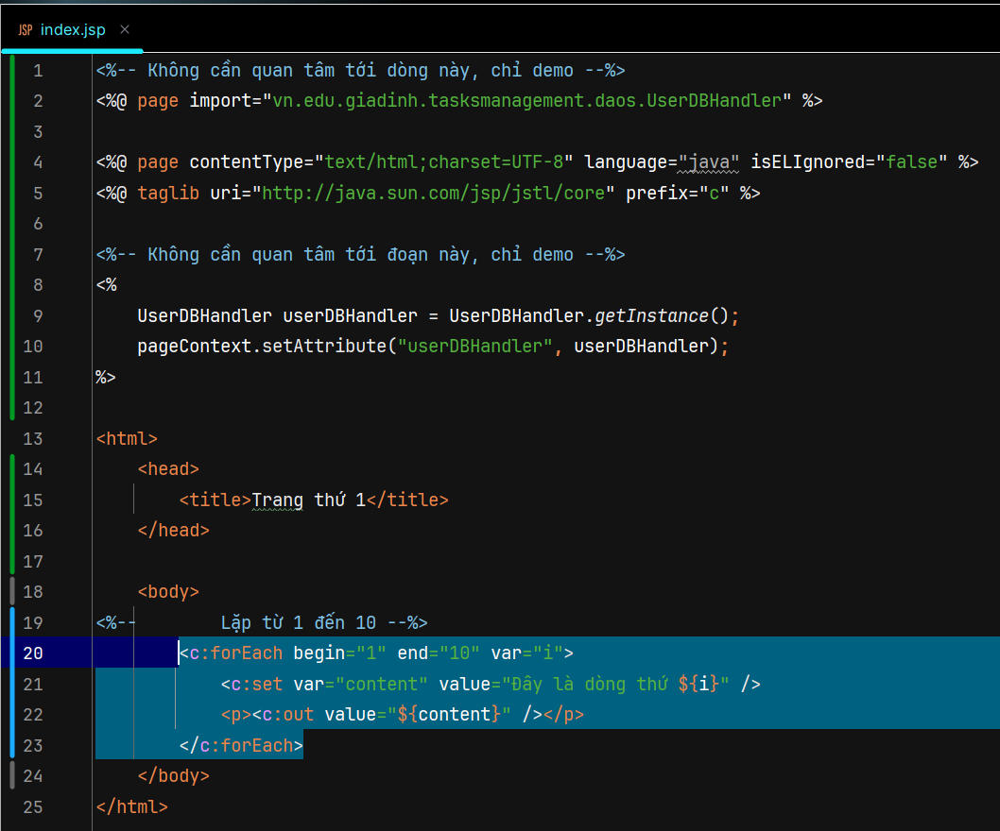 JSP index.jsp ×
1 <%-- Không cần quan tâm tới dòng này, chỉ demo --%>
2 <%@ page import="vn.edu.giadinh.tasksmanagement.daos.UserDBHandler" %>
3
4 <%@ page contentType="text/html;charset=UTF-8" language="java" isELIgnored="false" %>
5 <%@ taglib uri="http://java.sun.com/jsp/jstl/core" prefix="c" %>
6
7 <%-- Không cần quan tâm tới đoạn này, chỉ demo --%>
8 <%
9     UserDBHandler userDBHandler = UserDBHandler.getInstance();
10     pageContext.setAttribute("userDBHandler", userDBHandler);
11 %>
12
13 <html>
14     <head>
15         <title>Trang thứ 1</title>
16     </head>
17
18     <body>
19 <%--        Lặp từ 1 đến 10 --%>
20         <c:forEach begin="1" end="10" var="i">
21             <c:set var="content" value="Đây là dòng thứ ${i}" />
22             <p><c:out value="${content}" /></p>
23         </c:forEach>
24     </body>
25 </html>